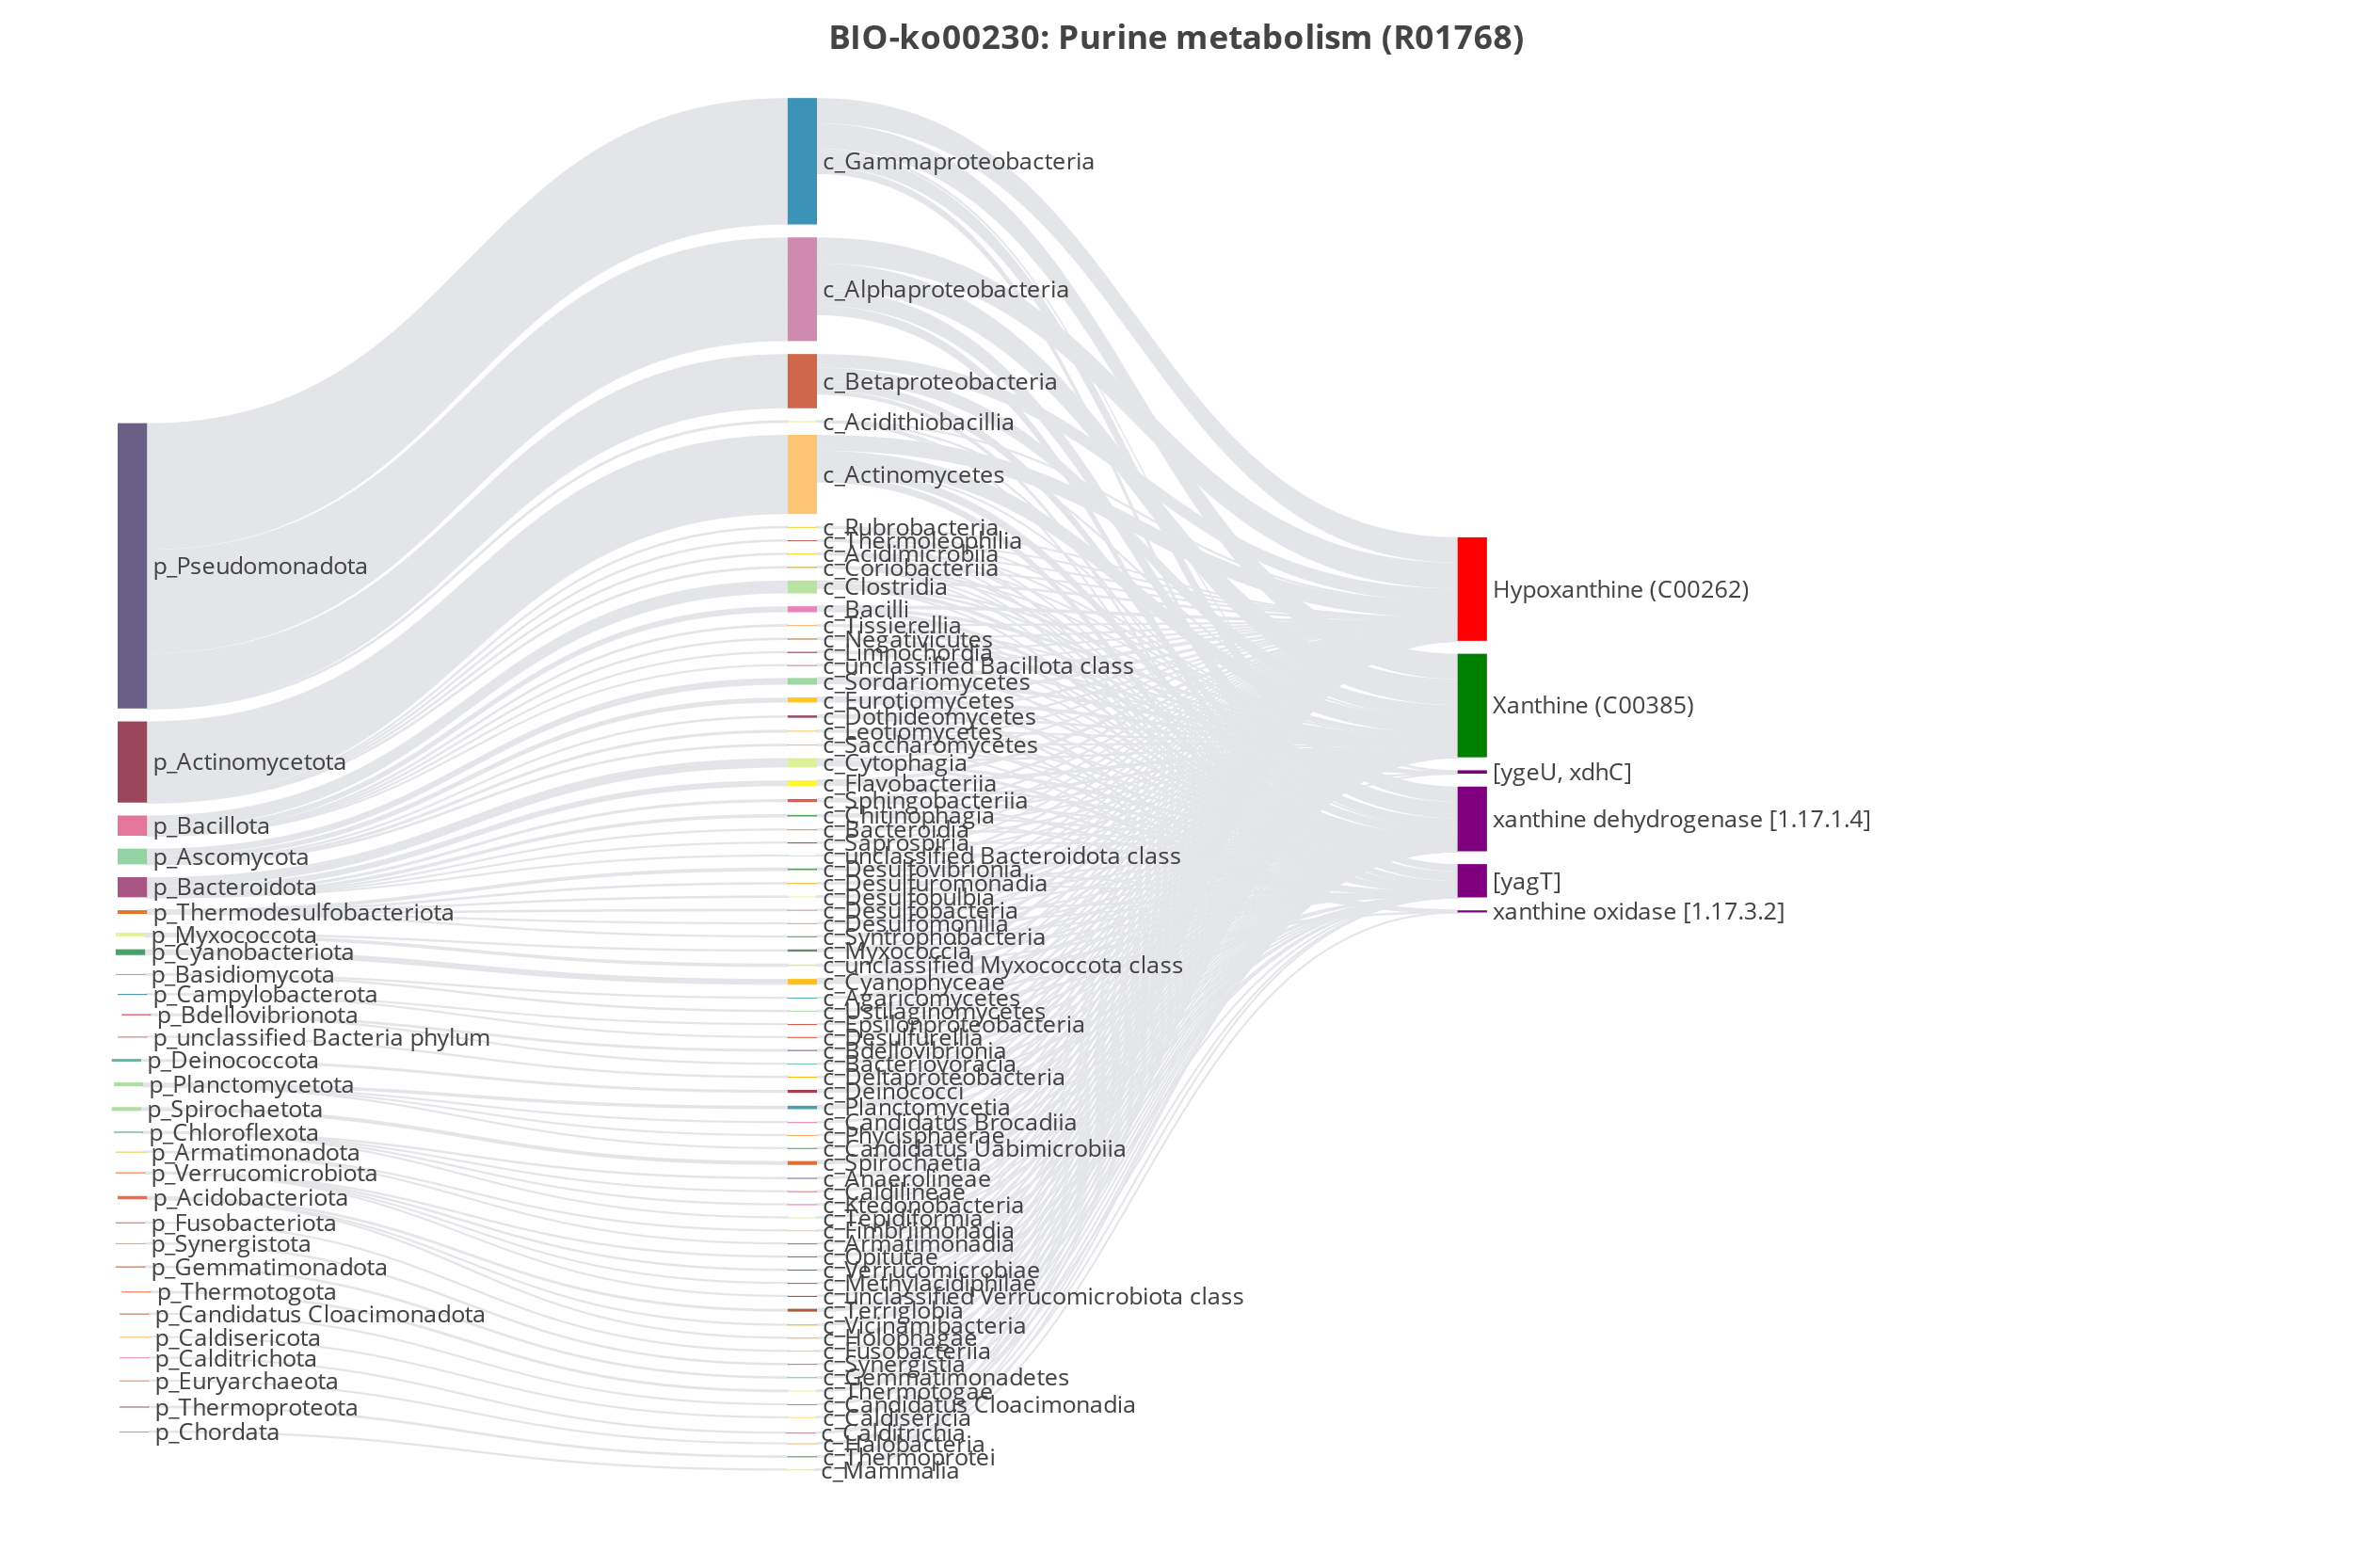 BIO-ko00230: Purine metabolism (R01768)
p_Pseudomonadota
p_Actinomycetota
p_Bacillota
p_Ascomycota
p_Bacteroidota
p_Thermodesulfobacteriota
p_Myxococcota
p_Cyanobacteriota
p_Basidiomycota
p_Campylobacterota
p_Bdellovibrionota
p_unclassified Bacteria phylum
p_Deinococcota
p_Planctomycetota
p_Spirochaetota
p_Chloroflexota
p_Armatimonadota
p_Verrucomicrobiota
p_Acidobacteriota
p_Fusobacteriota
p_Synergistota
p_Gemmatimonadota
p_Thermotogota
p_Candidatus Cloacimonadota
p_Caldisericota
p_Calditrichota
p_Euryarchaeota
p_Thermoproteota
p_Chordata
c_Gammaproteobacteria
c_Alphaproteobacteria
c_Betaproteobacteria
c_Acidithiobacillia
c_Actinomycetes
c_Rubrobacteria
c_Thermoleophilia
c_Acidimicrobiia
c_Coriobacteriia
c_Clostridia
c_Bacilli
c_Tissierellia
c_Negativicutes
c_Limnochordia
c_unclassified Bacillota class
c_Sordariomycetes
c_Eurotiomycetes
c_Dothideomycetes
c_Leotiomycetes
c_Saccharomycetes
c_Cytophagia
c_Flavobacteriia
c_Sphingobacteriia
c_Chitinophagia
c_Bacteroidia
c_Saprospiria
c_unclassified Bacteroidota class
c_Desulfovibrionia
c_Desulfuromonadia
c_Desulfobulbia
c_Desulfobacteria
c_Desulfomonilia
c_Syntrophobacteria
c_Myxococcia
c_unclassified Myxococcota class
c_Cyanophyceae
c_Agaricomycetes
c_Ustilaginomycetes
c_Epsilonproteobacteria
c_Desulfurellia
c_Bdellovibrionia
c_Bacteriovoracia
c_Deltaproteobacteria
c_Deinococci
c_Planctomycetia
c_Candidatus Brocadiia
c_Phycisphaerae
c_Candidatus Uabimicrobiia
c_Spirochaetia
c_Anaerolineae
c_Caldilineae
c_Ktedonobacteria
c_Tepidiformia
c_Fimbriimonadia
c_Armatimonadia
c_Opitutae
c_Verrucomicrobiae
c_Methylacidiphilae
c_unclassified Verrucomicrobiota class
c_Terriglobia
c_Vicinamibacteria
c_Holophagae
c_Fusobacteriia
c_Synergistia
c_Gemmatimonadetes
c_Thermotogae
c_Candidatus Cloacimonadia
c_Caldisericia
c_Calditrichia
c_Halobacteria
c_Thermoprotei
c_Mammalia
Hypoxanthine (C00262)
Xanthine (C00385)
[ygeU, xdhC]
xanthine dehydrogenase [1.17.1.4]
[yagT]
xanthine oxidase [1.17.3.2]